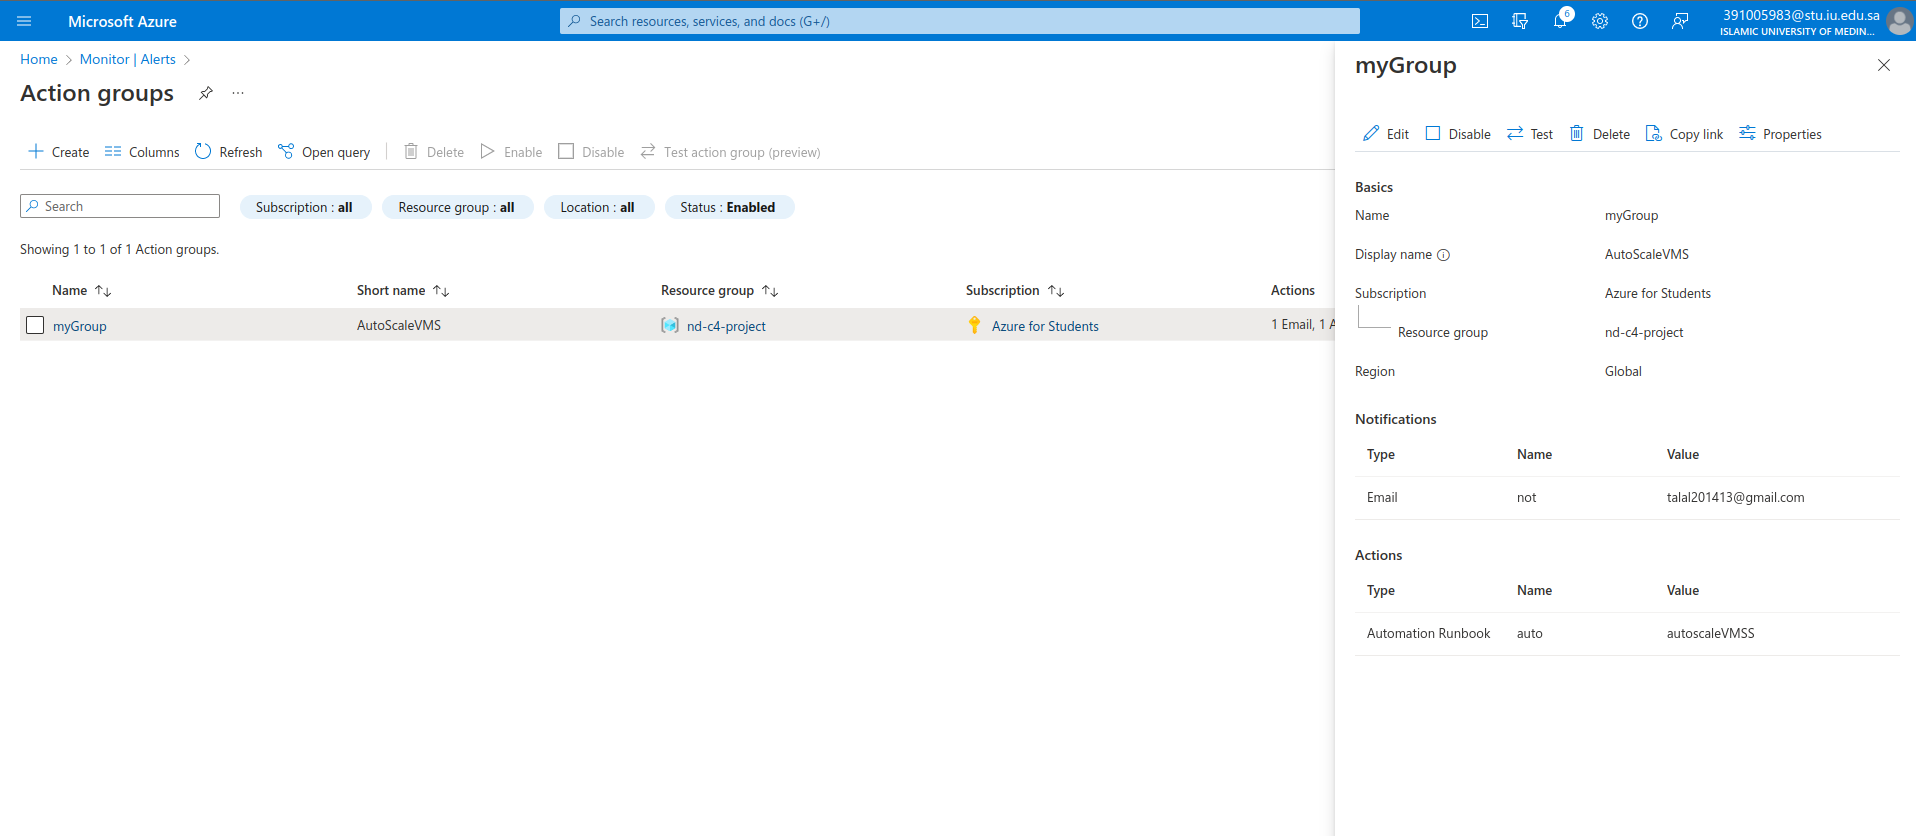 Microsoft Azure
Search resources, services, and docs (G+/)
6
391005983@stu.iu.edu.sa
ISLAMIC UNIVERSITY OF MEDIN...
Home > Monitor | Alerts >
Action groups
...
Create Columns Refresh Open query Delete Enable Disable Test action group (preview)
Search
Subscription : all Resource group : all Location : all Status : Enabled
Showing 1 to 1 of 1 Action groups.
Name Short name Resource group Subscription Actions
myGroup AutoScaleVMS nd-c4-project Azure for Students 1 Email, 1 A
myGroup
Edit Disable Test Delete Copy link Properties
Basics
Name myGroup
Display name AutoScaleVMS
Subscription Azure for Students
Resource group nd-c4-project
Region Global
Notifications
Type Name Value
Email not talal201413@gmail.com
Actions
Type Name Value
Automation Runbook auto autoscaleVMSS